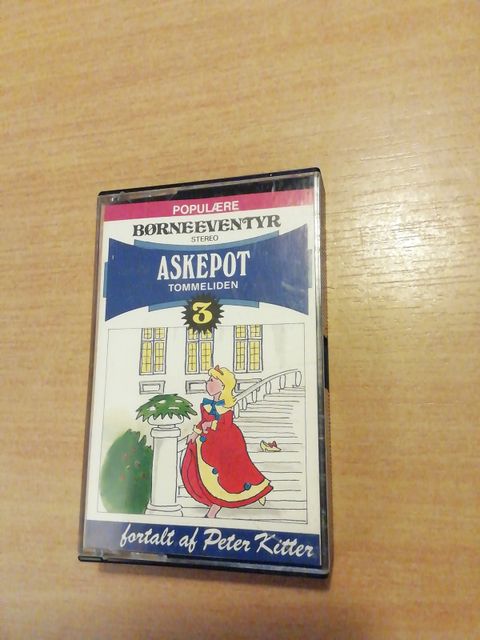 POPULÆRE
BØRNEEVENTYR
STEREO
ASKEPOT
TOMMELIDEN
3
fortalt af Peter Kitter